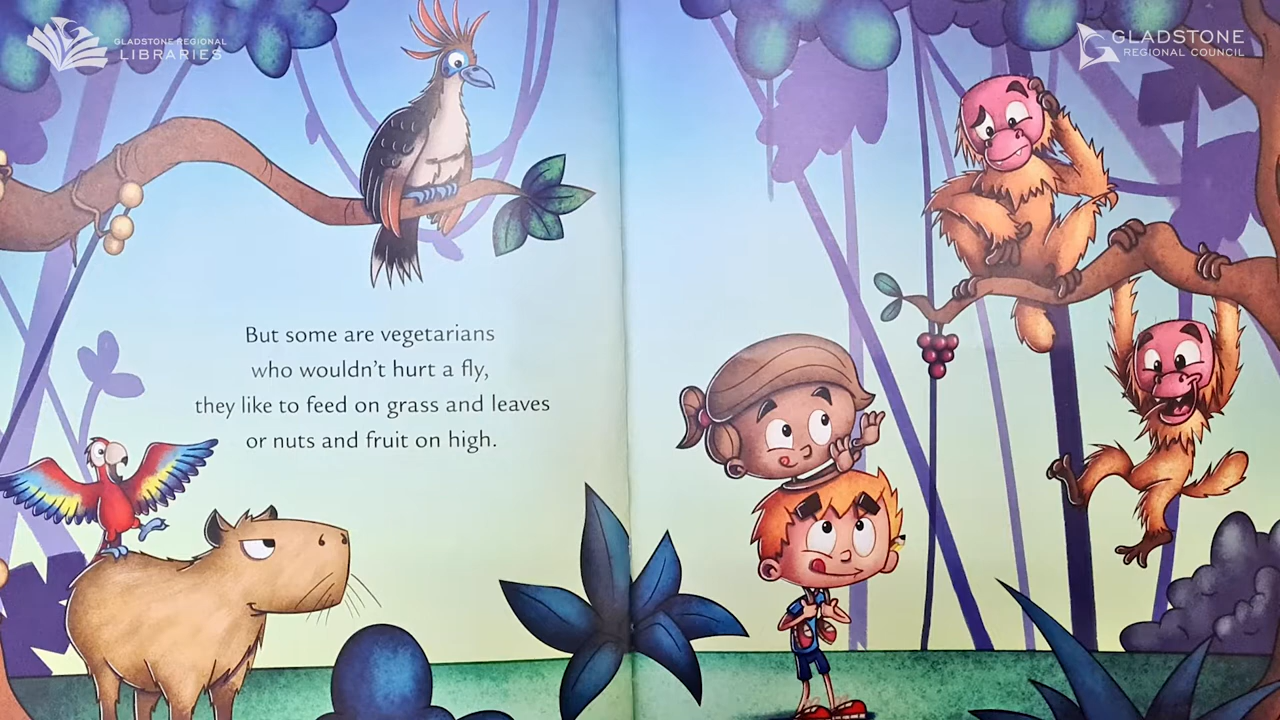 GLADSTONE REGIONAL
LIBRARIES
GLADSTONE
REGIONAL COUNCIL
But some are vegetarians
who wouldn't hurt a fly,
they like to feed on grass and leaves
or nuts and fruit on high.